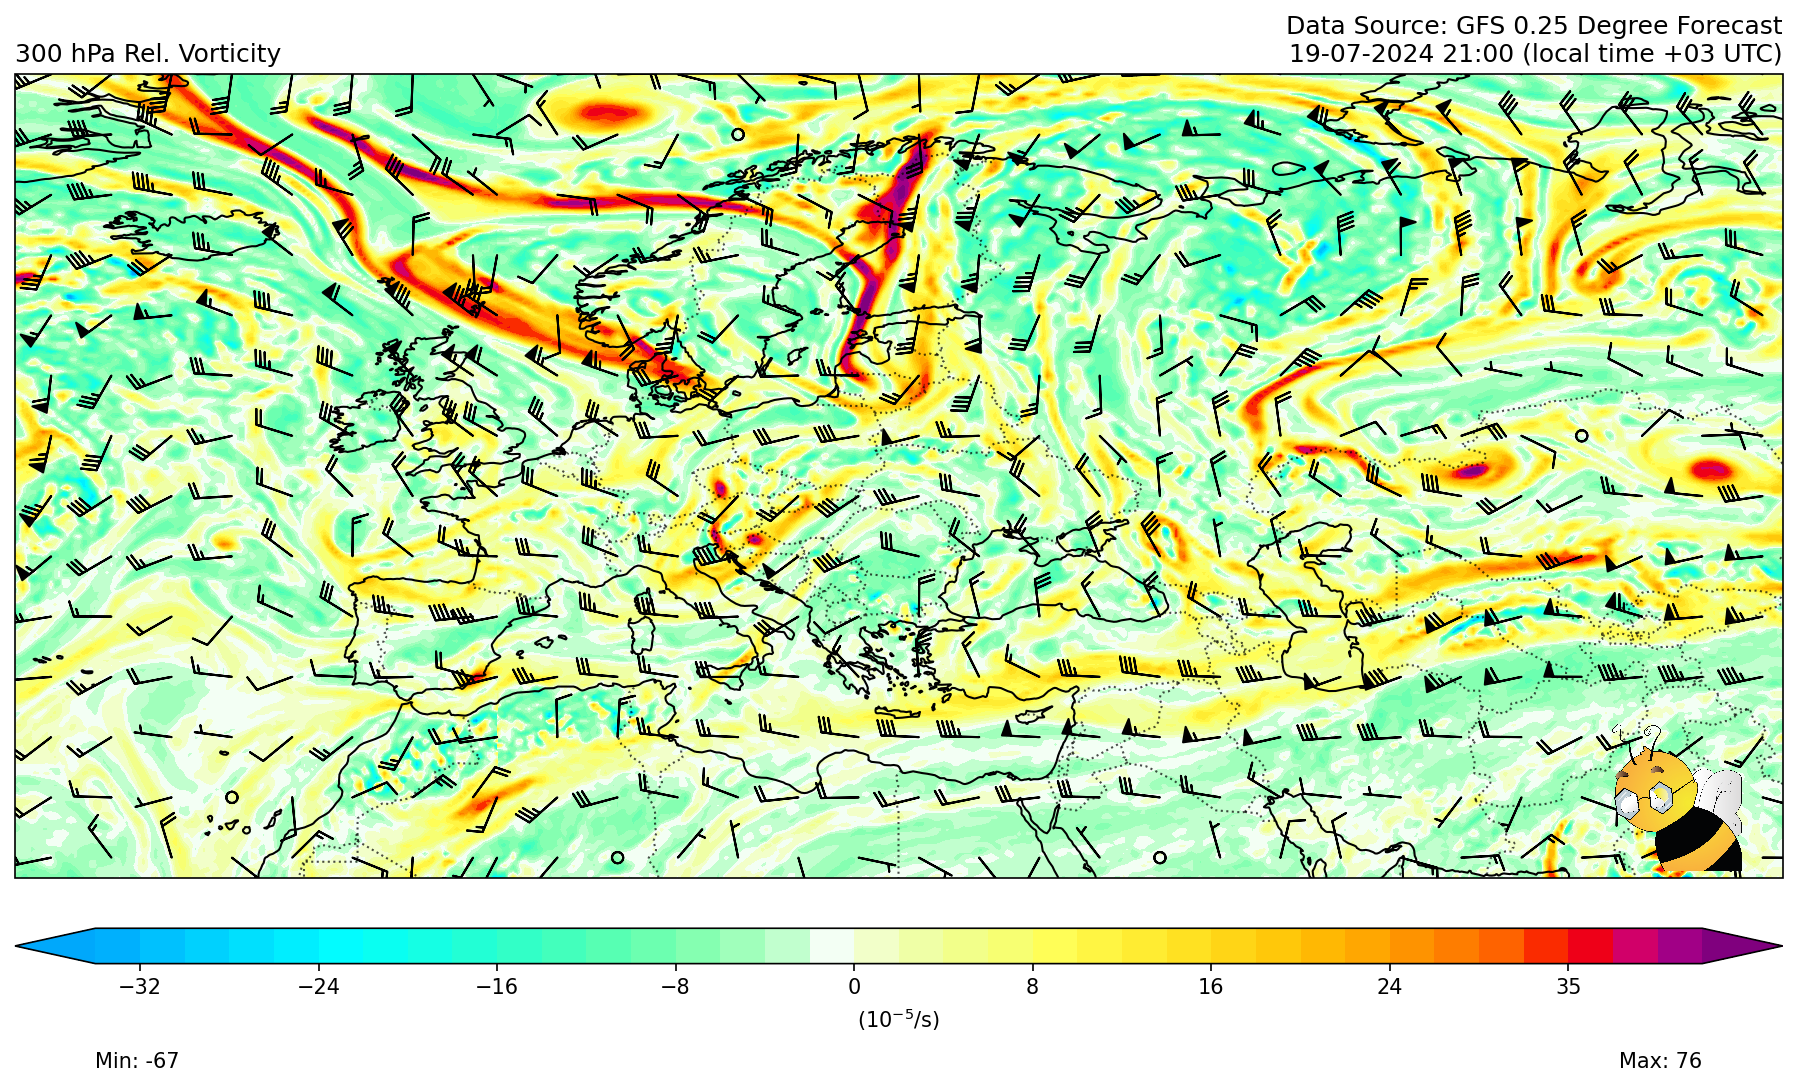 Data Source: GFS 0.25 Degree Forecast
300 hPa Rel. Vorticity
19-07-2024 21:00 (local time +03 UTC)
−32 −24 −16 −8 0 8 16 24 35
(10⁻⁵/s)
Min: -67
Max: 76